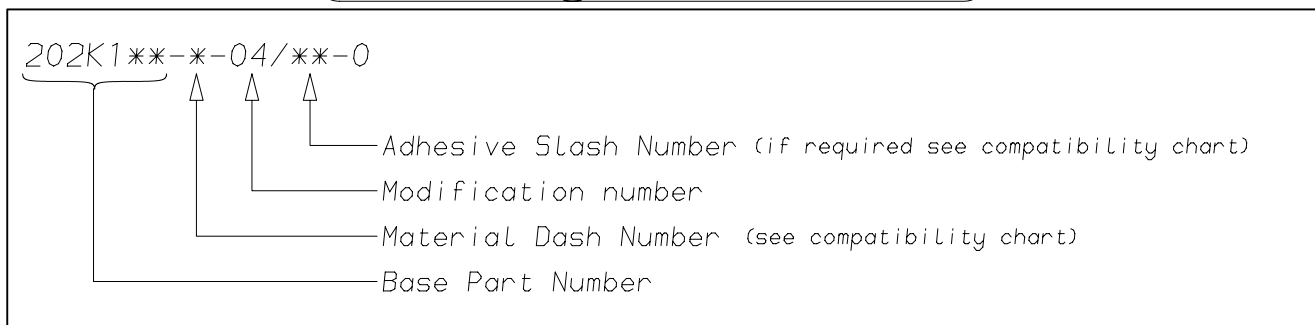 202K1**-*-04/**-0
Adhesive Slash Number (if required see compatibility chart)
Modification number
Material Dash Number (see compatibility chart)
Base Part Number